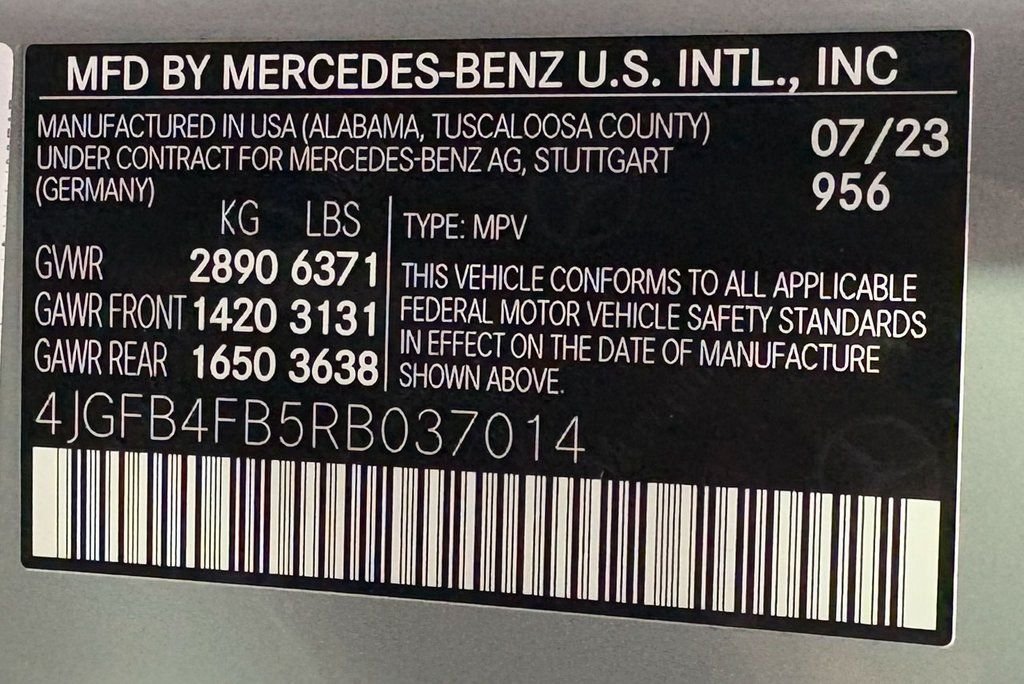 MFD BY MERCEDES-BENZ U.S. INTL., INC
MANUFACTURED IN USA (ALABAMA, TUSCALOOSA COUNTY)
UNDER CONTRACT FOR MERCEDES-BENZ AG, STUTTGART
(GERMANY)
07/23
956
KG LBS
GVWR 2890 6371
GAWR FRONT 1420 3131
GAWR REAR 1650 3638
TYPE: MPV
THIS VEHICLE CONFORMS TO ALL APPLICABLE
FEDERAL MOTOR VEHICLE SAFETY STANDARDS
IN EFFECT ON THE DATE OF MANUFACTURE
SHOWN ABOVE.
4JGFB4FB5RB037014